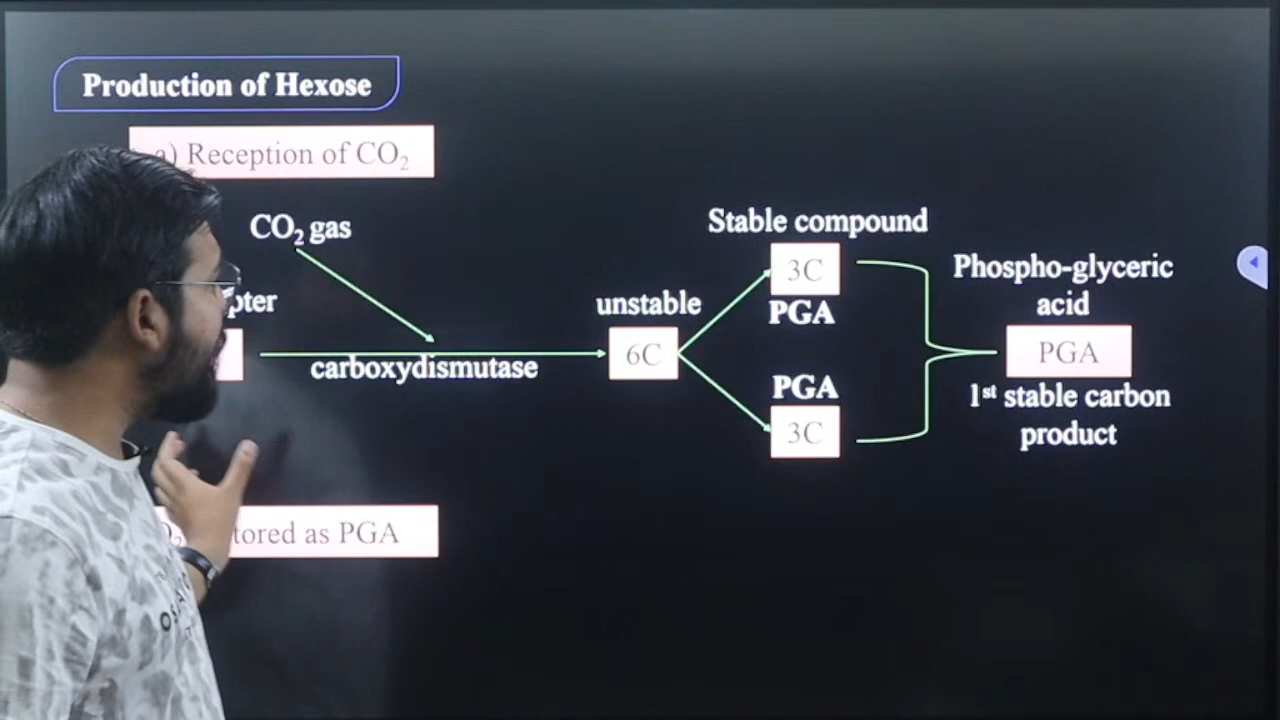 Production of Hexose
a) Reception of CO₂
CO₂ gas
carboxydismutase
unstable
6C
Stable compound
3C
PGA
PGA
3C
Phospho-glyceric
acid
PGA
1ˢᵗ stable carbon
product
as PGA